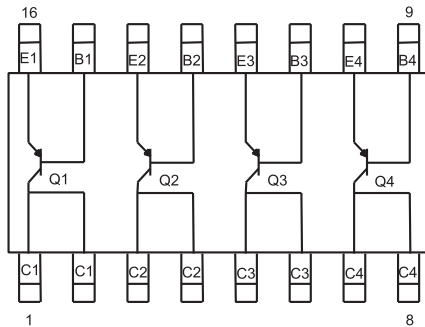 16 9
E1 B1 E2 B2 E3 B3 E4 B4
Q1 Q2 Q3 Q4
C1 C1 C2 C2 C3 C3 C4 C4
1 8